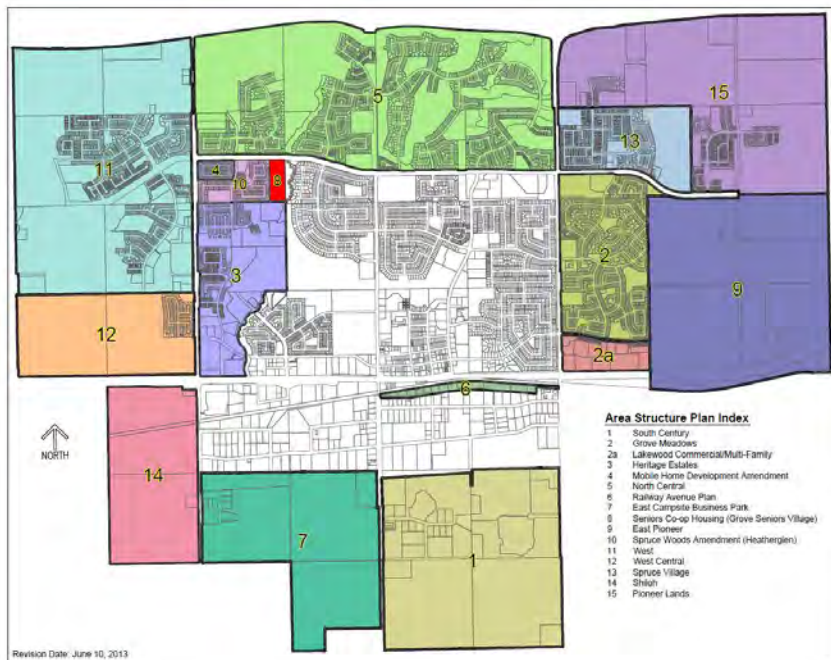 5
15
11
13
4
10
8
2
3
9
12
2a
6
NORTH
14
7
1
Area Structure Plan Index
1 South Century
2 Grove Meadows
2a Lakewood Commercial/Multi-Family
3 Heritage Estates
4 Mobile Home Development Amendment
5 North Central
6 Railway Avenue Plan
7 East Campsite Business Park
8 Seniors Co-op Housing (Grove Seniors Village)
9 East Pioneer
10 Spruce Woods Amendment (Heatherglen)
11 West
12 West Central
13 Spruce Village
14 Shiloh
15 Pioneer Lands
Revision Date: June 10, 2013